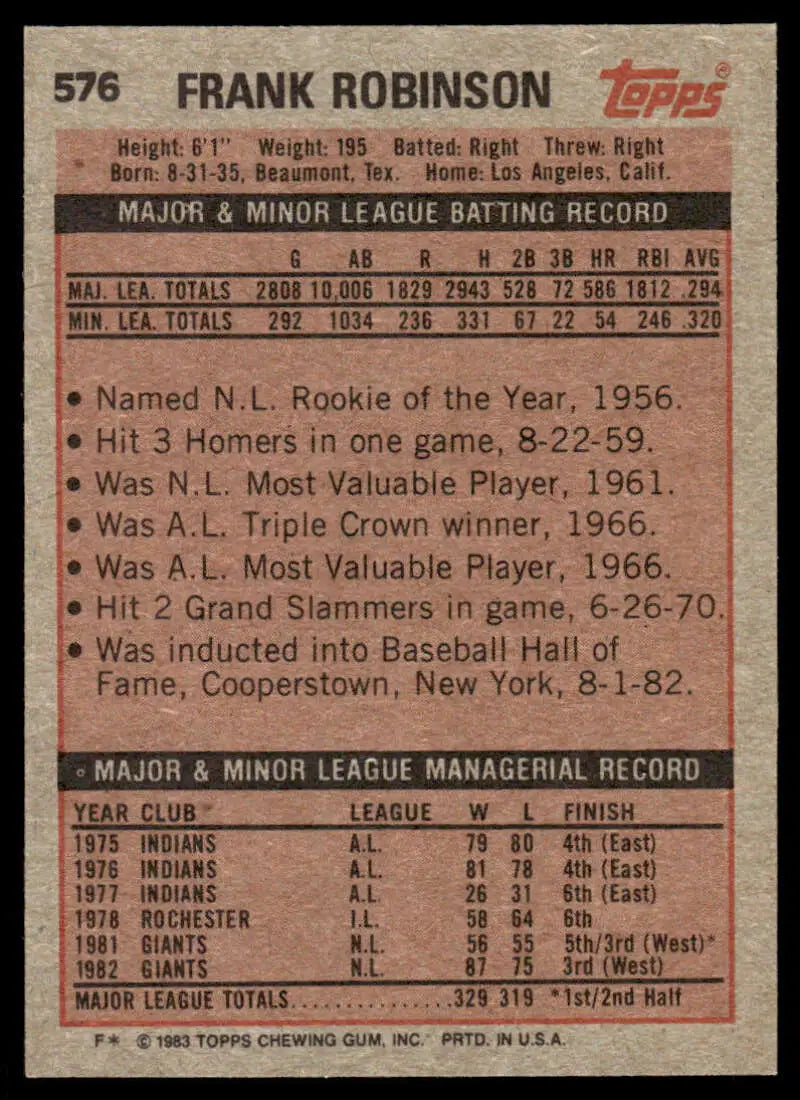 576 FRANK ROBINSON Topps®
Height: 6'1" Weight: 195 Batted: Right Threw: Right
Born: 8-31-35, Beaumont, Tex. Home: Los Angeles, Calif.
MAJOR & MINOR LEAGUE BATTING RECORD
G AB R H 2B 3B HR RBI AVG
MAJ. LEA. TOTALS 2808 10,006 1829 2943 528 72 586 1812 .294
MIN. LEA. TOTALS 292 1034 236 331 67 22 54 246 .320
• Named N.L. Rookie of the Year, 1956.
• Hit 3 Homers in one game, 8-22-59.
• Was N.L. Most Valuable Player, 1961.
• Was A.L. Triple Crown winner, 1966.
• Was A.L. Most Valuable Player, 1966.
• Hit 2 Grand Slammers in game, 6-26-70.
• Was inducted into Baseball Hall of
Fame, Cooperstown, New York, 8-1-82.
MAJOR & MINOR LEAGUE MANAGERIAL RECORD
YEAR CLUB LEAGUE W L FINISH
1975 INDIANS A.L. 79 80 4th (East)
1976 INDIANS A.L. 81 78 4th (East)
1977 INDIANS A.L. 26 31 6th (East)
1978 ROCHESTER I.L. 58 64 6th
1981 GIANTS N.L. 56 55 5th/3rd (West)*
1982 GIANTS N.L. 87 75 3rd (West)
MAJOR LEAGUE TOTALS................329 319 *1st/2nd Half
F* © 1983 TOPPS CHEWING GUM, INC. PRTD. IN U.S.A.